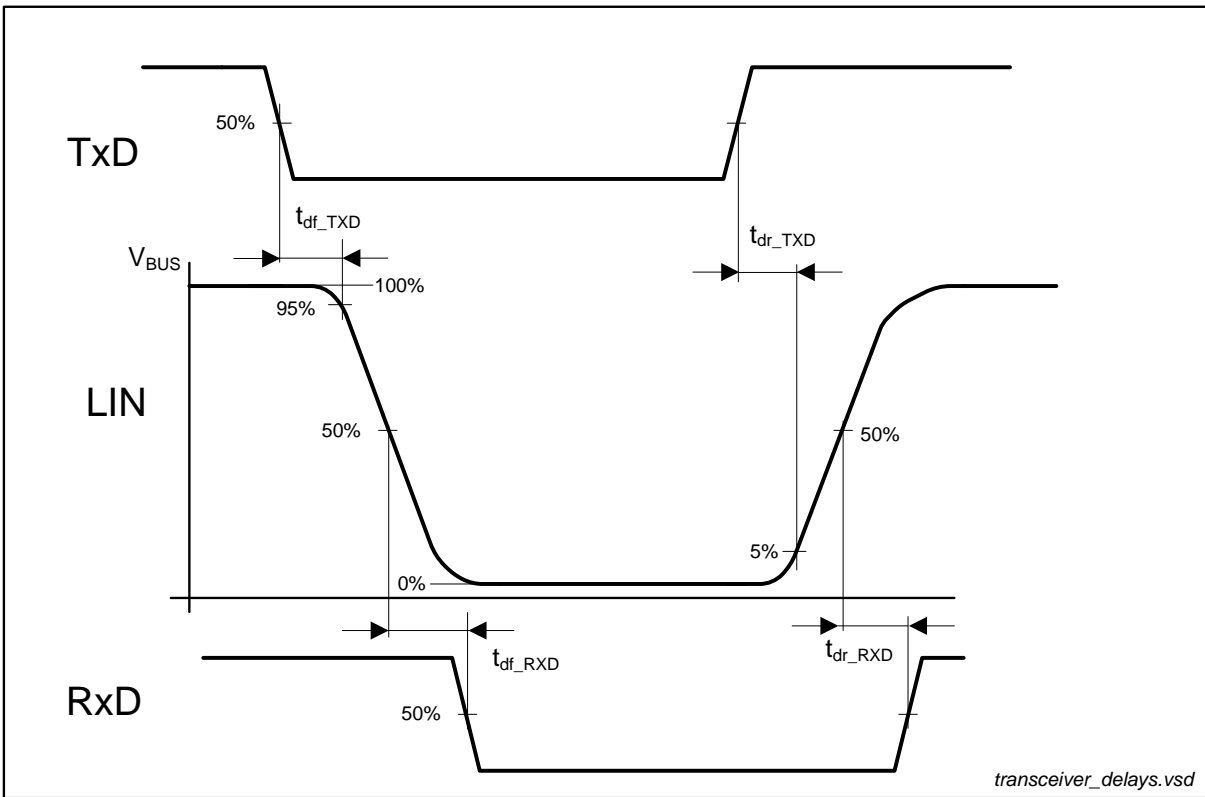 50%
TxD
t_df_TXD
t_dr_TXD
V_BUS
100%
95%
LIN
50%
50%
5%
0%
t_df_RXD
t_dr_RXD
RxD
50%
transceiver_delays.vsd